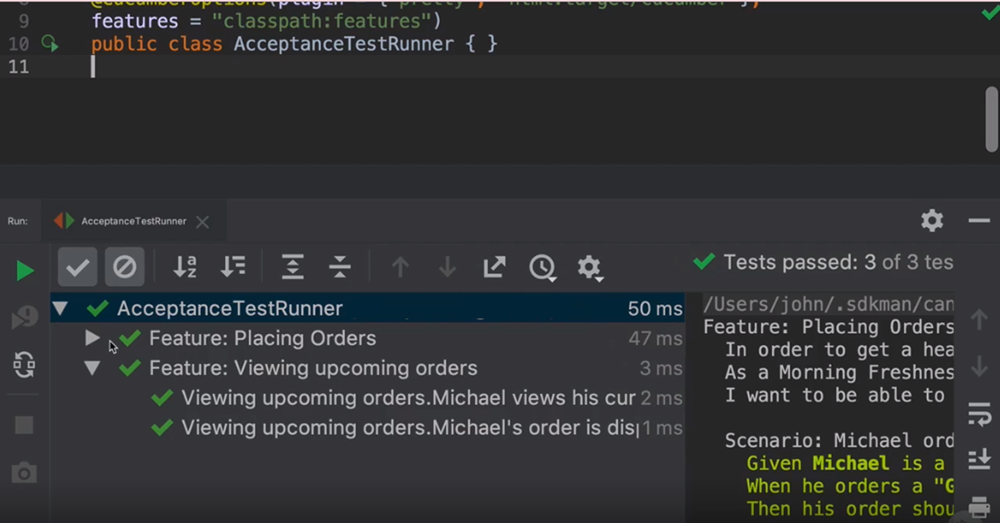 9 features = "classpath:features")
10 public class AcceptanceTestRunner { }
11
Run: AcceptanceTestRunner
Tests passed: 3 of 3 tes
AcceptanceTestRunner 50 ms
Feature: Placing Orders 47 ms
Feature: Viewing upcoming orders 3 ms
Viewing upcoming orders.Michael views his cur 2 ms
Viewing upcoming orders.Michael's order is dis 1 ms
/Users/john/.sdkman/can
Feature: Placing Orders
In order to get a hea
As a Morning Freshnes
I want to be able to
Scenario: Michael ord
Given Michael is a
When he orders a "G
Then his order shou